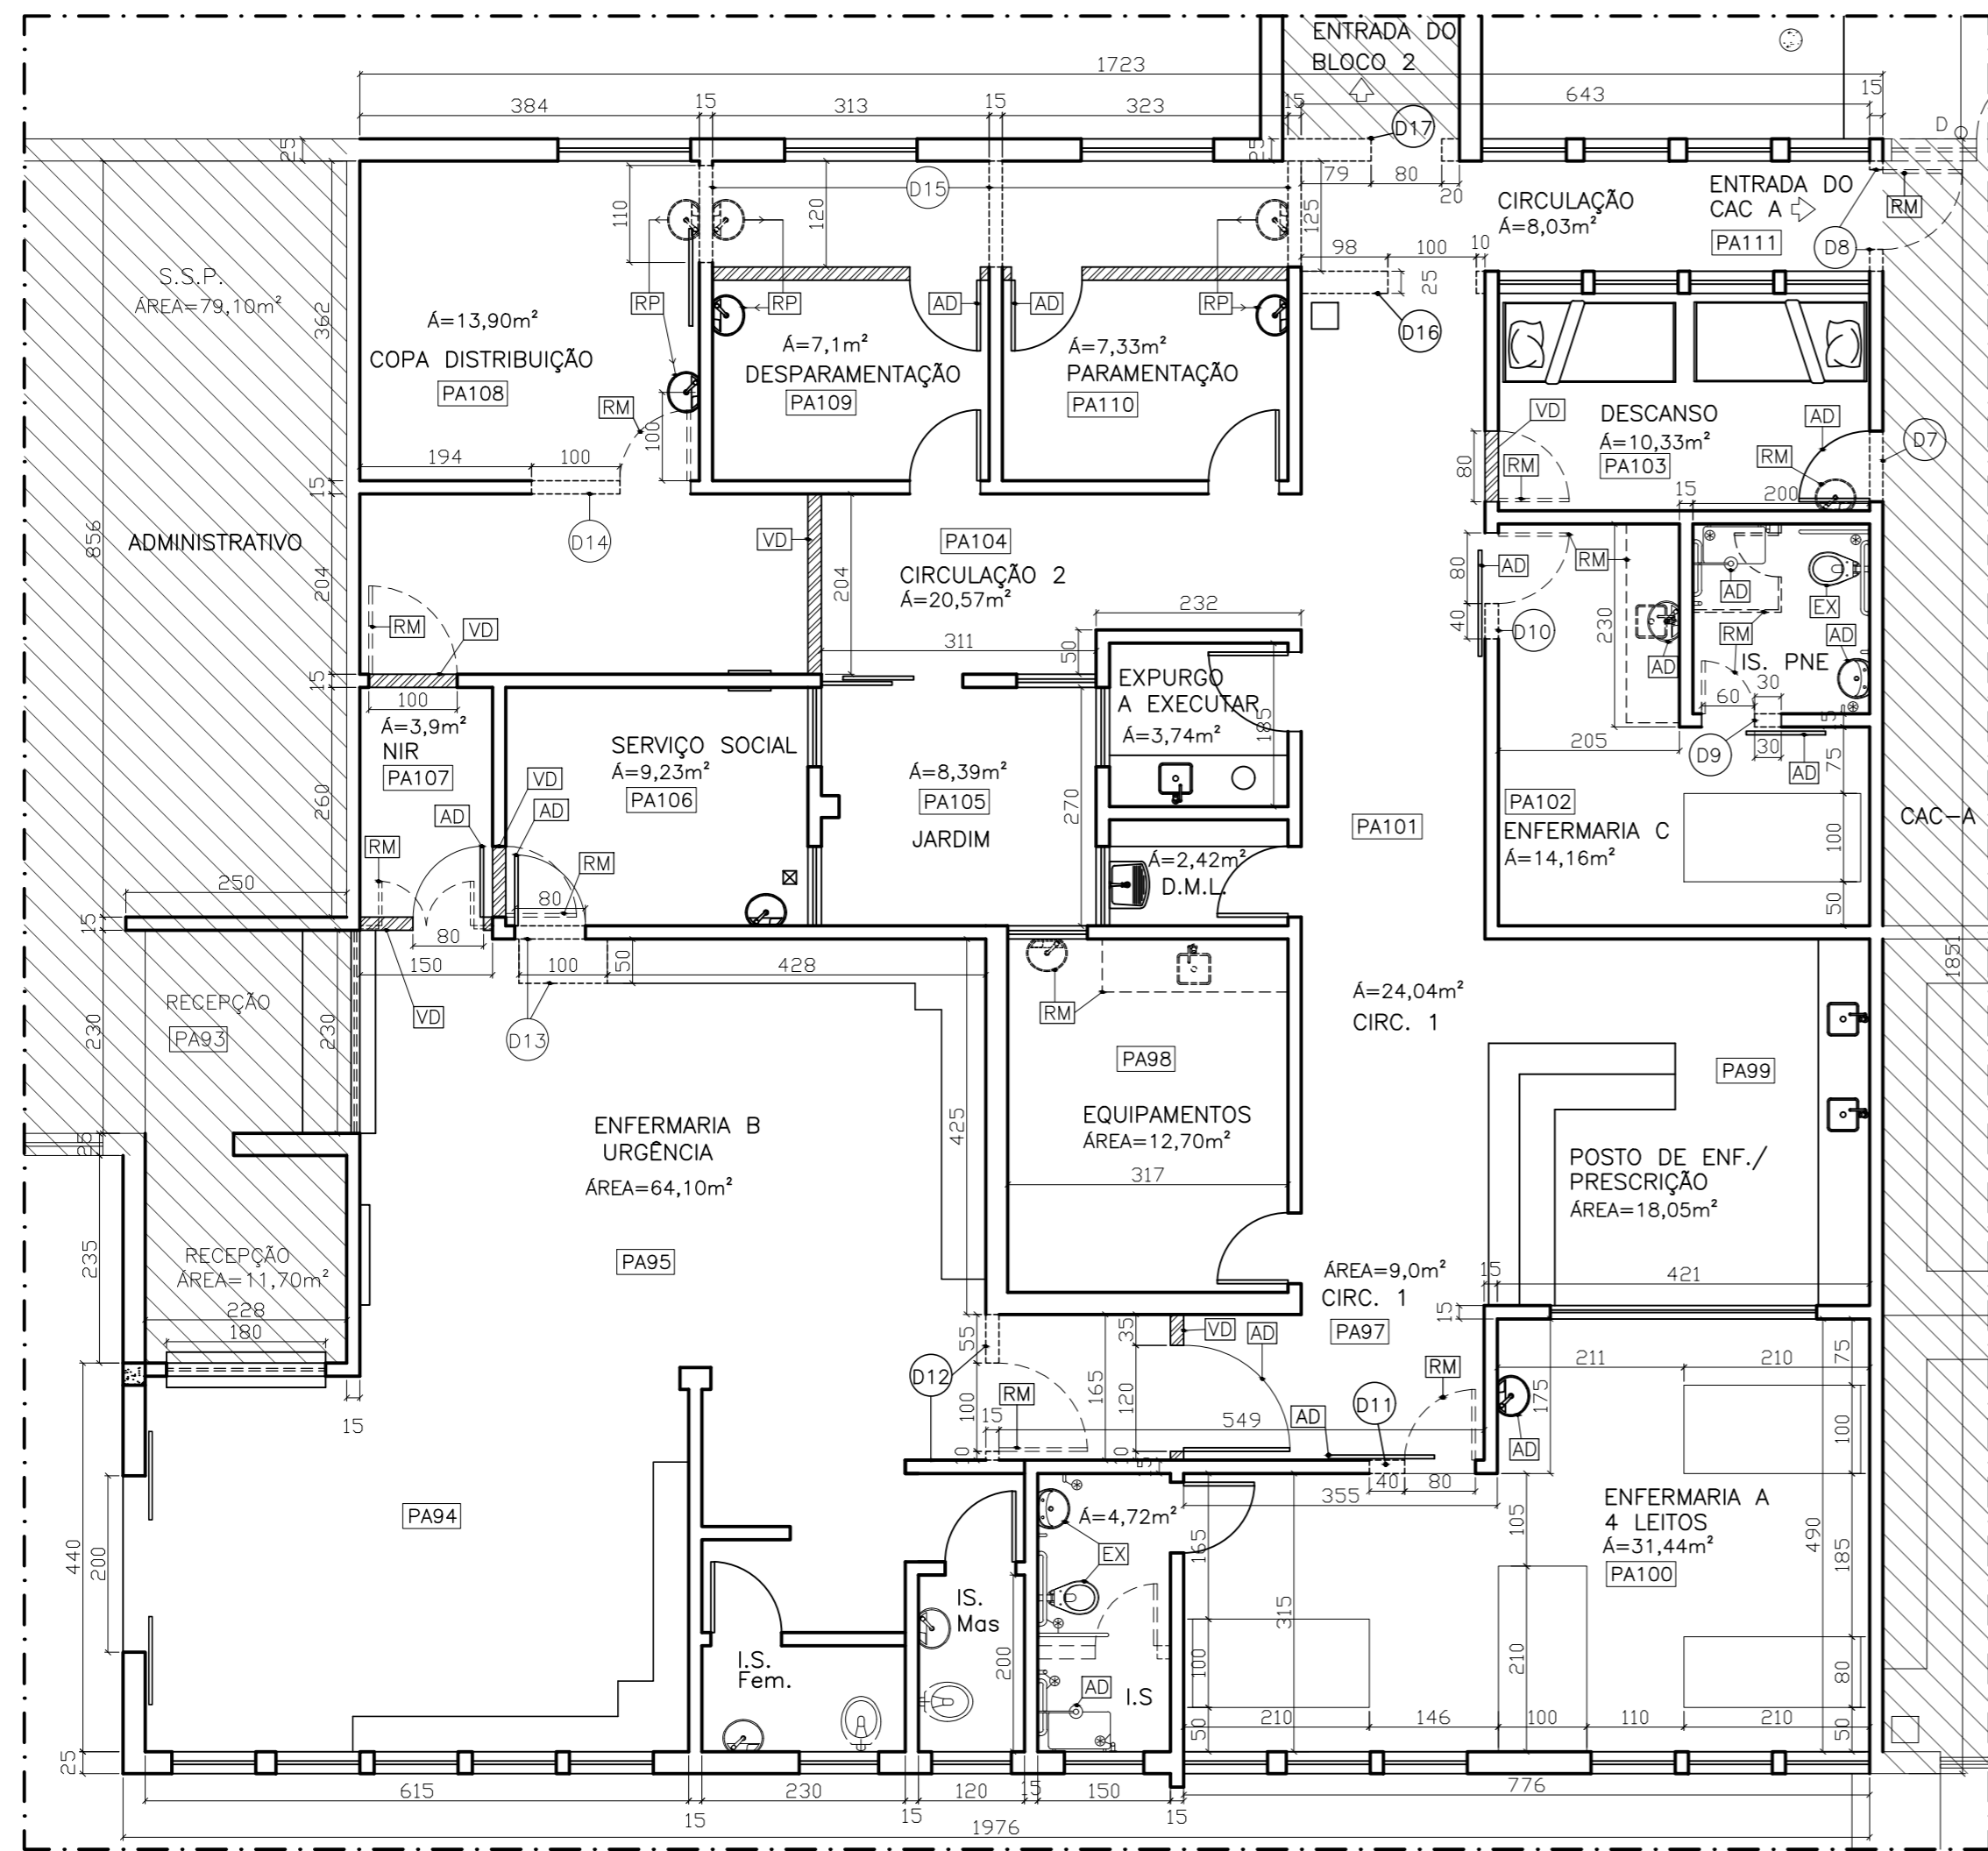 ENTRADA DO
BLOCO 2
1723
384
15
313
15
323
15
643
15
25
D17
D
25
D15
79
80
20
110
120
125
CIRCULAÇÃO
Á=8,03m²
ENTRADA DO
CAC A
PA111
RM
D8
98
100
10
25
D16
S.S.P.
ÁREA=79,10m²
362
RP
RP
AD
AD
RP
Á=13,90m²
COPA DISTRIBUIÇÃO
PA108
Á=7,1m²
DESPARAMENTAÇÃO
PA109
Á=7,33m²
PARAMENTAÇÃO
PA110
RM
100
194
100
DESCANSO
Á=10,33m²
PA103
VD
AD
RM
RM
80
D7
15
200
856
15
ADMINISTRATIVO
D14
VD
PA104
CIRCULAÇÃO 2
Á=20,57m²
204
204
80
AD
RM
AD
EX
RM
AD
40
D10
230
AD
IS. PNE
RM
VD
232
311
50
15
100
60
30
15
D9
30
AD
205
75
Á=3,9m²
NIR
PA107
SERVIÇO SOCIAL
Á=9,23m²
PA106
Á=8,39m²
PA105
JARDIM
270
EXPURGO
A EXECUTAR
Á=3,74m²
185
260
VD
AD
AD
RM
RM
Á=2,42m²
D.M.L.
PA101
PA102
ENFERMARIA C
Á=14,16m²
100
50
CAC-A
250
15
80
80
150
100
50
428
VD
D13
RECEPÇÃO
PA93
230
230
RM
Á=24,04m²
CIRC. 1
1851
PA98
PA99
EQUIPAMENTOS
ÁREA=12,70m²
317
ENFERMARIA B
URGÊNCIA
ÁREA=64,10m²
425
POSTO DE ENF./
PRESCRIÇÃO
ÁREA=18,05m²
25
235
RECEPÇÃO
ÁREA=11,70m²
228
180
PA95
ÁREA=9,0m²
CIRC. 1
PA97
15
421
15
55
35
VD
AD
D12
RM
100
165
120
15
549
10
10
AD
D11
RM
211
210
75
175
AD
100
15
15
355
40
80
PA94
440
200
Á=4,72m²
EX
165
105
ENFERMARIA A
4 LEITOS
Á=31,44m²
PA100
490
185
315
IS.
Mas
I.S.
Fem.
200
AD
I.S
100
210
80
210
146
100
110
210
50
50
25
615
15
230
15
120
15
150
15
776
1976